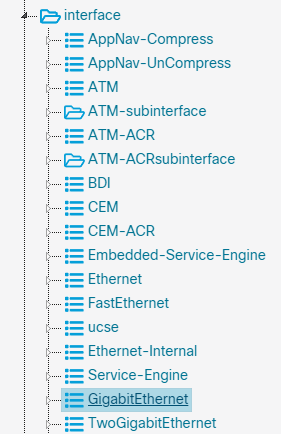 interface
AppNav-Compress
AppNav-UnCompress
ATM
ATM-subinterface
ATM-ACR
ATM-ACRsubinterface
BDI
CEM
CEM-ACR
Embedded-Service-Engine
Ethernet
FastEthernet
ucse
Ethernet-Internal
Service-Engine
GigabitEthernet
TwoGigabitEthernet